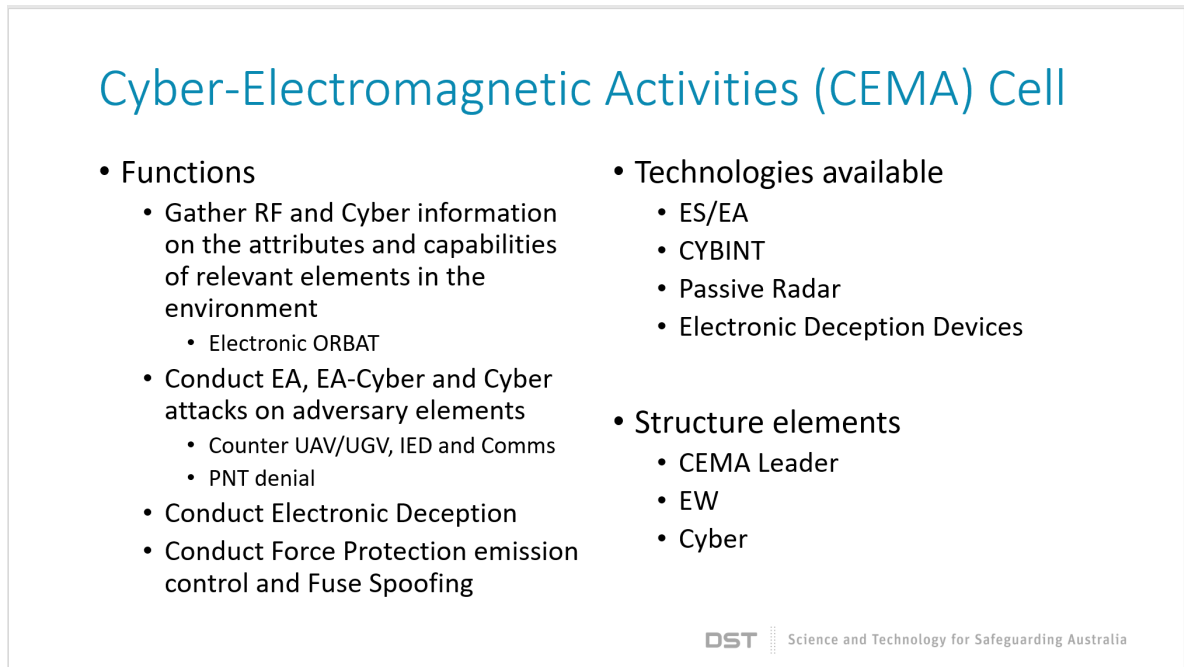 Cyber-Electromagnetic Activities (CEMA) Cell
• Functions
• Gather RF and Cyber information
on the attributes and capabilities
of relevant elements in the
environment
• Electronic ORBAT
• Conduct EA, EA-Cyber and Cyber
attacks on adversary elements
• Counter UAV/UGV, IED and Comms
• PNT denial
• Conduct Electronic Deception
• Conduct Force Protection emission
control and Fuse Spoofing
• Technologies available
• ES/EA
• CYBINT
• Passive Radar
• Electronic Deception Devices
• Structure elements
• CEMA Leader
• EW
• Cyber
DST
Science and Technology for Safeguarding Australia